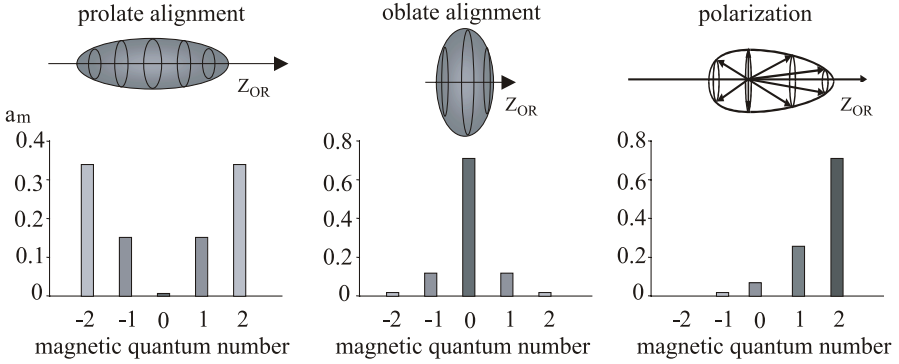 prolate alignment
Z_OR
a_m
0.4
0.3
0.2
0.1
0
-2 -1 0 1 2
magnetic quantum number
oblate alignment
Z_OR
0.8
0.6
0.4
0.2
0
-2 -1 0 1 2
magnetic quantum number
polarization
Z_OR
0.8
0.6
0.4
0.2
0
-2 -1 0 1 2
magnetic quantum number